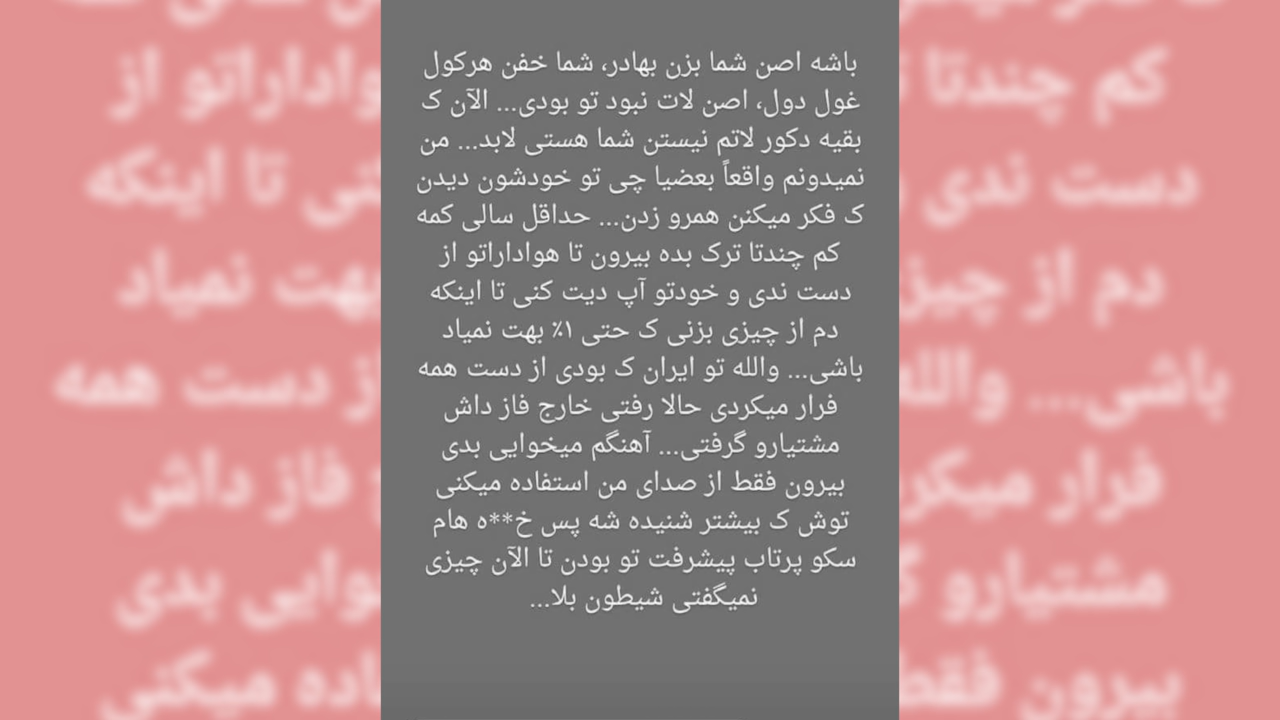 باشه اصن شما بزن بهادر، شما خفن هرکول
غول دول، اصن لات نبود تو بودی... الآن ک
بقیه دکور لاتم نیستن شما هستی لابد... من
نمیدونم واقعاً بعضیا چی تو خودشون دیدن
ک فکر میکنن همرو زدن... حداقل سالی کمه
کم چندتا ترک بده بیرون تا هواداراتو از
دست ندی و خودتو آپ دیت کنی تا اینکه
دم از چیزی بزنی ک حتی ۱٪ بهت نمیاد
باشی... والله تو ایران ک بودی از دست همه
فرار میکردی حالا رفتی خارج فاز داش
مشتیارو گرفتی... آهنگم میخوایی بدی
بیرون فقط از صدای من استفاده میکنی
توش ک بیشتر شنیده شه پس خ**ه هام
سکو پرتاب پیشرفت تو بودن تا الآن چیزی
نمیگفتی شیطون بلا...